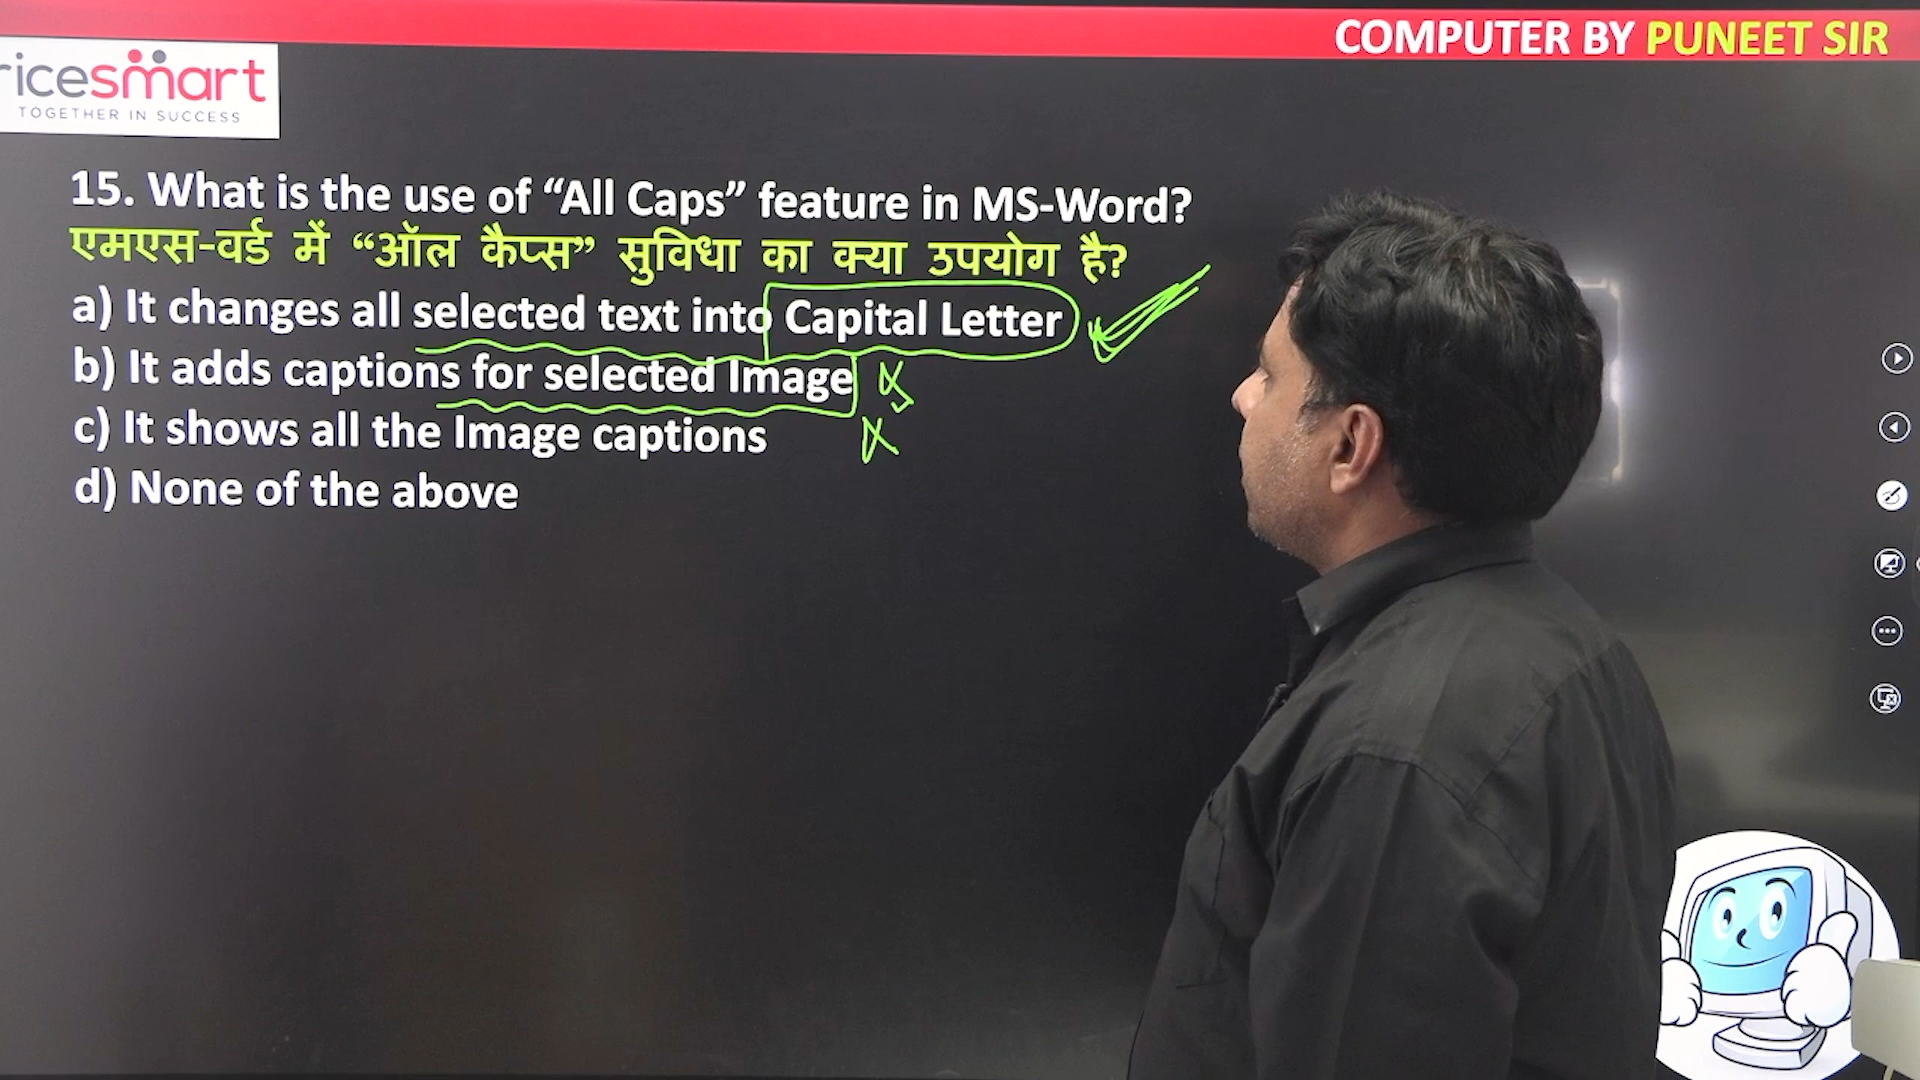 COMPUTER BY PUNEET SIR
ricesmart
TOGETHER IN SUCCESS
15. What is the use of “All Caps” feature in MS-Word?
एमएस-वर्ड में “ऑल कैप्स” सुविधा का क्या उपयोग है?
a) It changes all selected text into Capital Letter
b) It adds captions for selected Image
c) It shows all the Image captions
d) None of the above